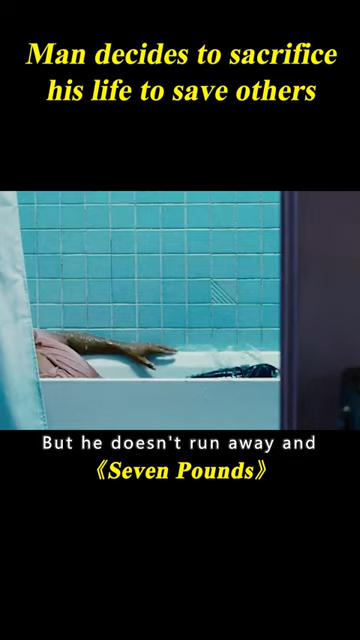 Man decides to sacrifice
his life to save others
But he doesn't run away and
《Seven Pounds》